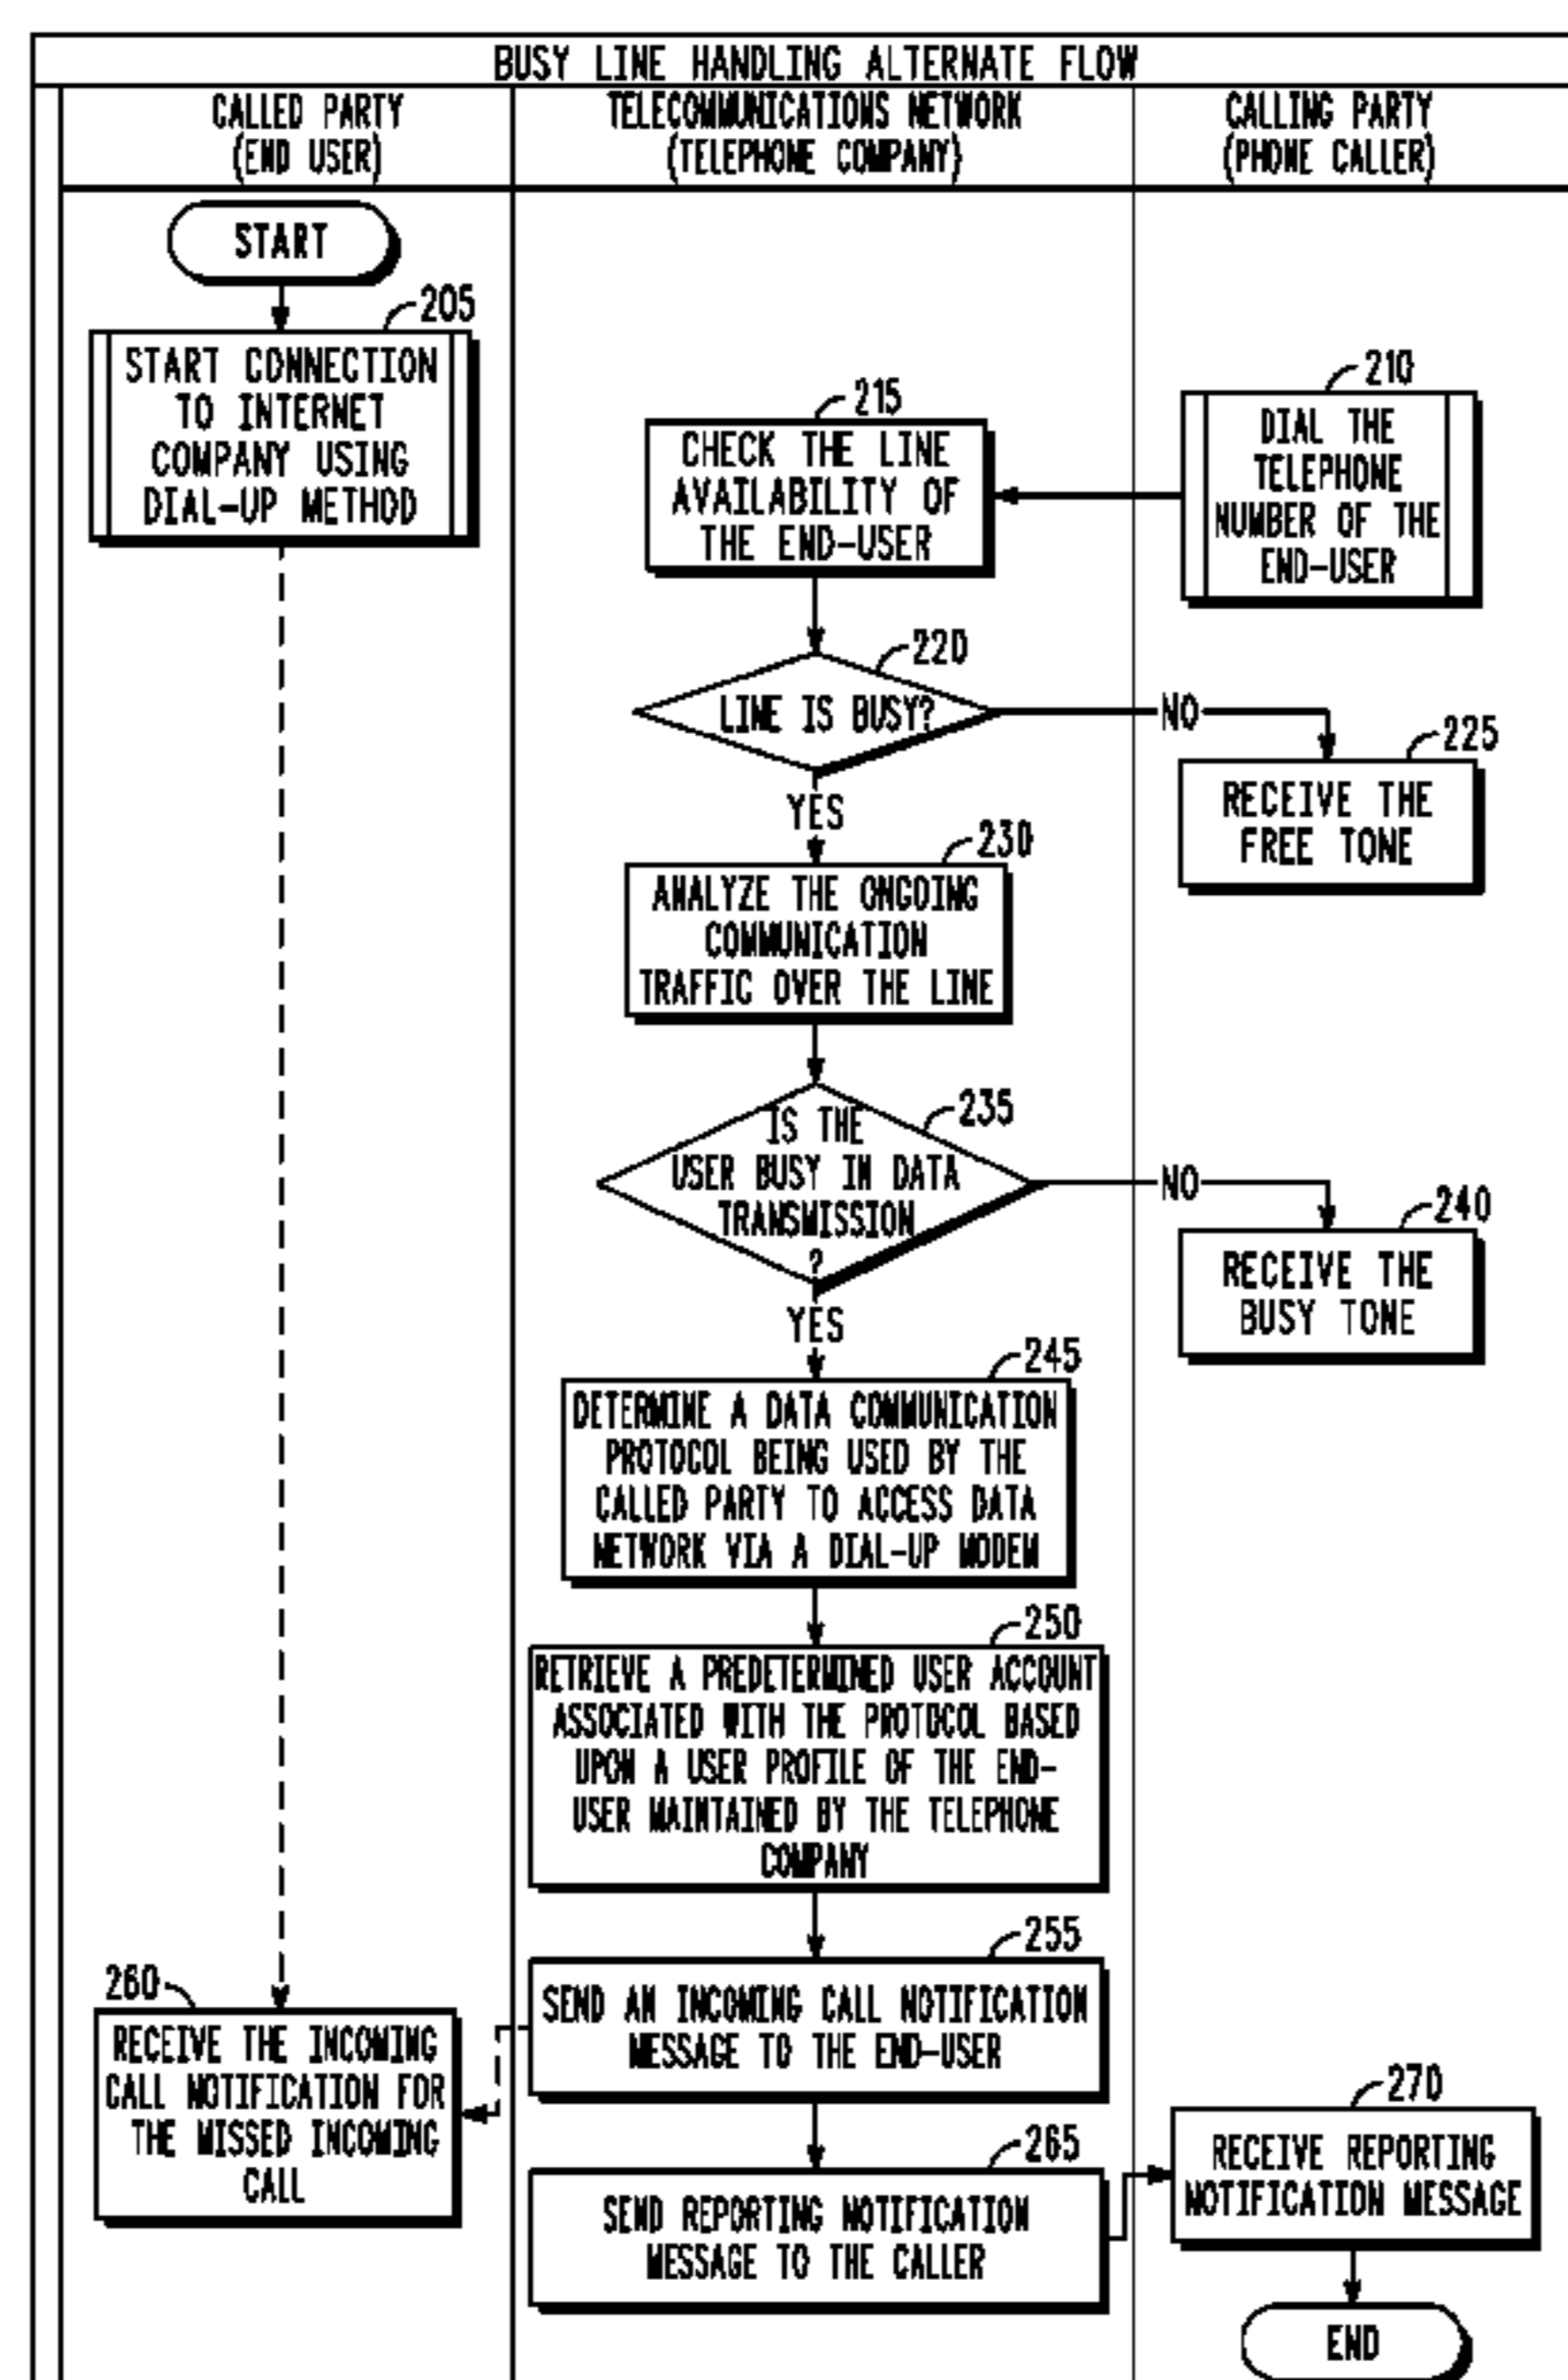 BUSY LINE HANDLING ALTERNATE FLOW
CALLED PARTY
(END USER)
TELECOMMUNICATIONS NETWORK
(TELEPHONE COMPANY)
CALLING PARTY
(PHONE CALLER)
START
205
START CONNECTION
TO INTERNET
COMPANY USING
DIAL-UP METHOD
210
DIAL THE
TELEPHONE
NUMBER OF THE
END-USER
215
CHECK THE LINE
AVAILABILITY OF
THE END-USER
220
LINE IS BUSY?
NO
225
RECEIVE THE
FREE TONE
YES
230
ANALYZE THE ONGOING
COMMUNICATION
TRAFFIC OVER THE LINE
235
IS THE
USER BUSY IN DATA
TRANSMISSION
?
NO
240
RECEIVE THE
BUSY TONE
YES
245
DETERMINE A DATA COMMUNICATION
PROTOCOL BEING USED BY THE
CALLED PARTY TO ACCESS DATA
NETWORK VIA A DIAL-UP MODEM
250
RETRIEVE A PREDETERMINED USER ACCOUNT
ASSOCIATED WITH THE PROTOCOL BASED
UPON A USER PROFILE OF THE END-
USER MAINTAINED BY THE TELEPHONE
COMPANY
255
SEND AN INCOMING CALL NOTIFICATION
MESSAGE TO THE END-USER
260
RECEIVE THE INCOMING
CALL NOTIFICATION FOR
THE MISSED INCOMING
CALL
265
SEND REPORTING NOTIFICATION
MESSAGE TO THE CALLER
270
RECEIVE REPORTING
NOTIFICATION MESSAGE
END